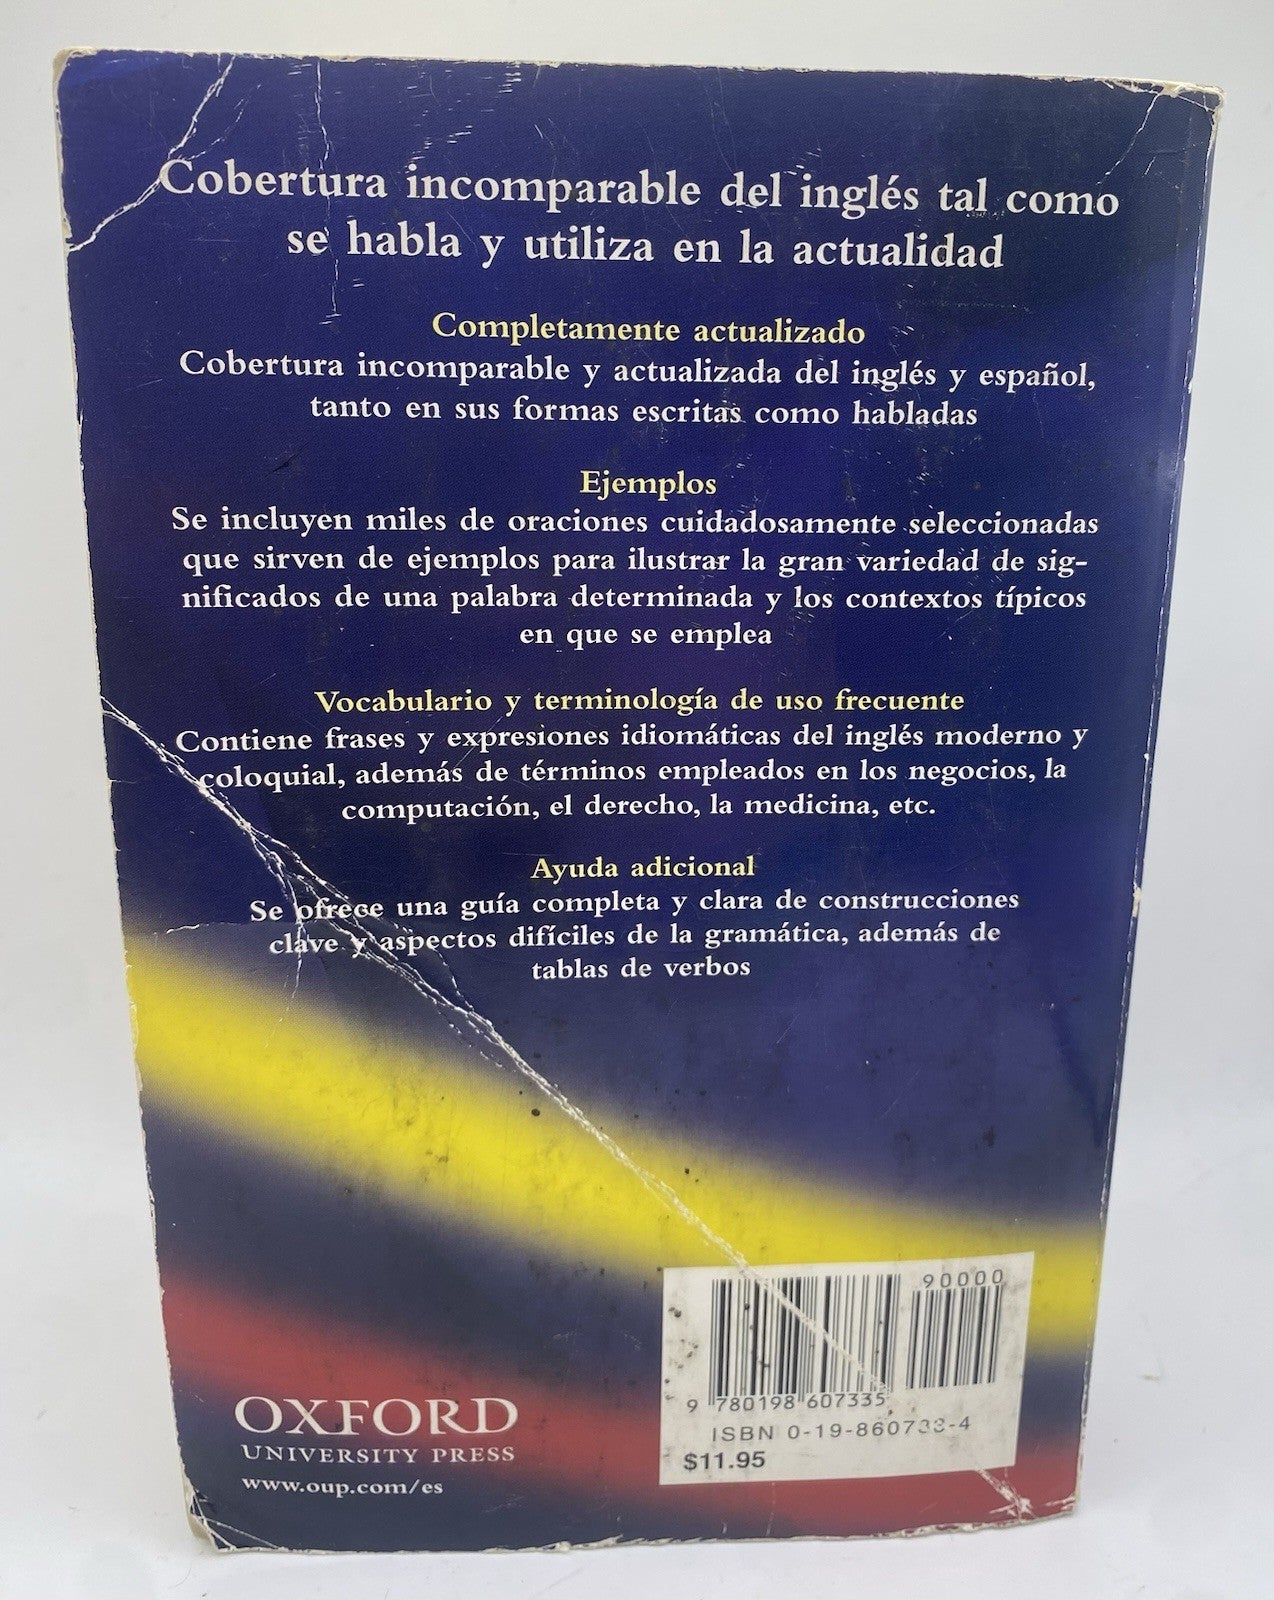 Cobertura incomparable del inglés tal como
se habla y utiliza en la actualidad
Completamente actualizado
Cobertura incomparable y actualizada del inglés y español,
tanto en sus formas escritas como habladas
Ejemplos
Se incluyen miles de oraciones cuidadosamente seleccionadas
que sirven de ejemplos para ilustrar la gran variedad de sig-
nificados de una palabra determinada y los contextos típicos
en que se emplea
Vocabulario y terminología de uso frecuente
Contiene frases y expresiones idiomáticas del inglés moderno y
coloquial, además de términos empleados en los negocios, la
computación, el derecho, la medicina, etc.
Ayuda adicional
Se ofrece una guía completa y clara de construcciones
clave y aspectos difíciles de la gramática, además de
tablas de verbos
90000
9 780198 607335
ISBN 0-19-860733-4
$11.95
OXFORD
UNIVERSITY PRESS
www.oup.com/es